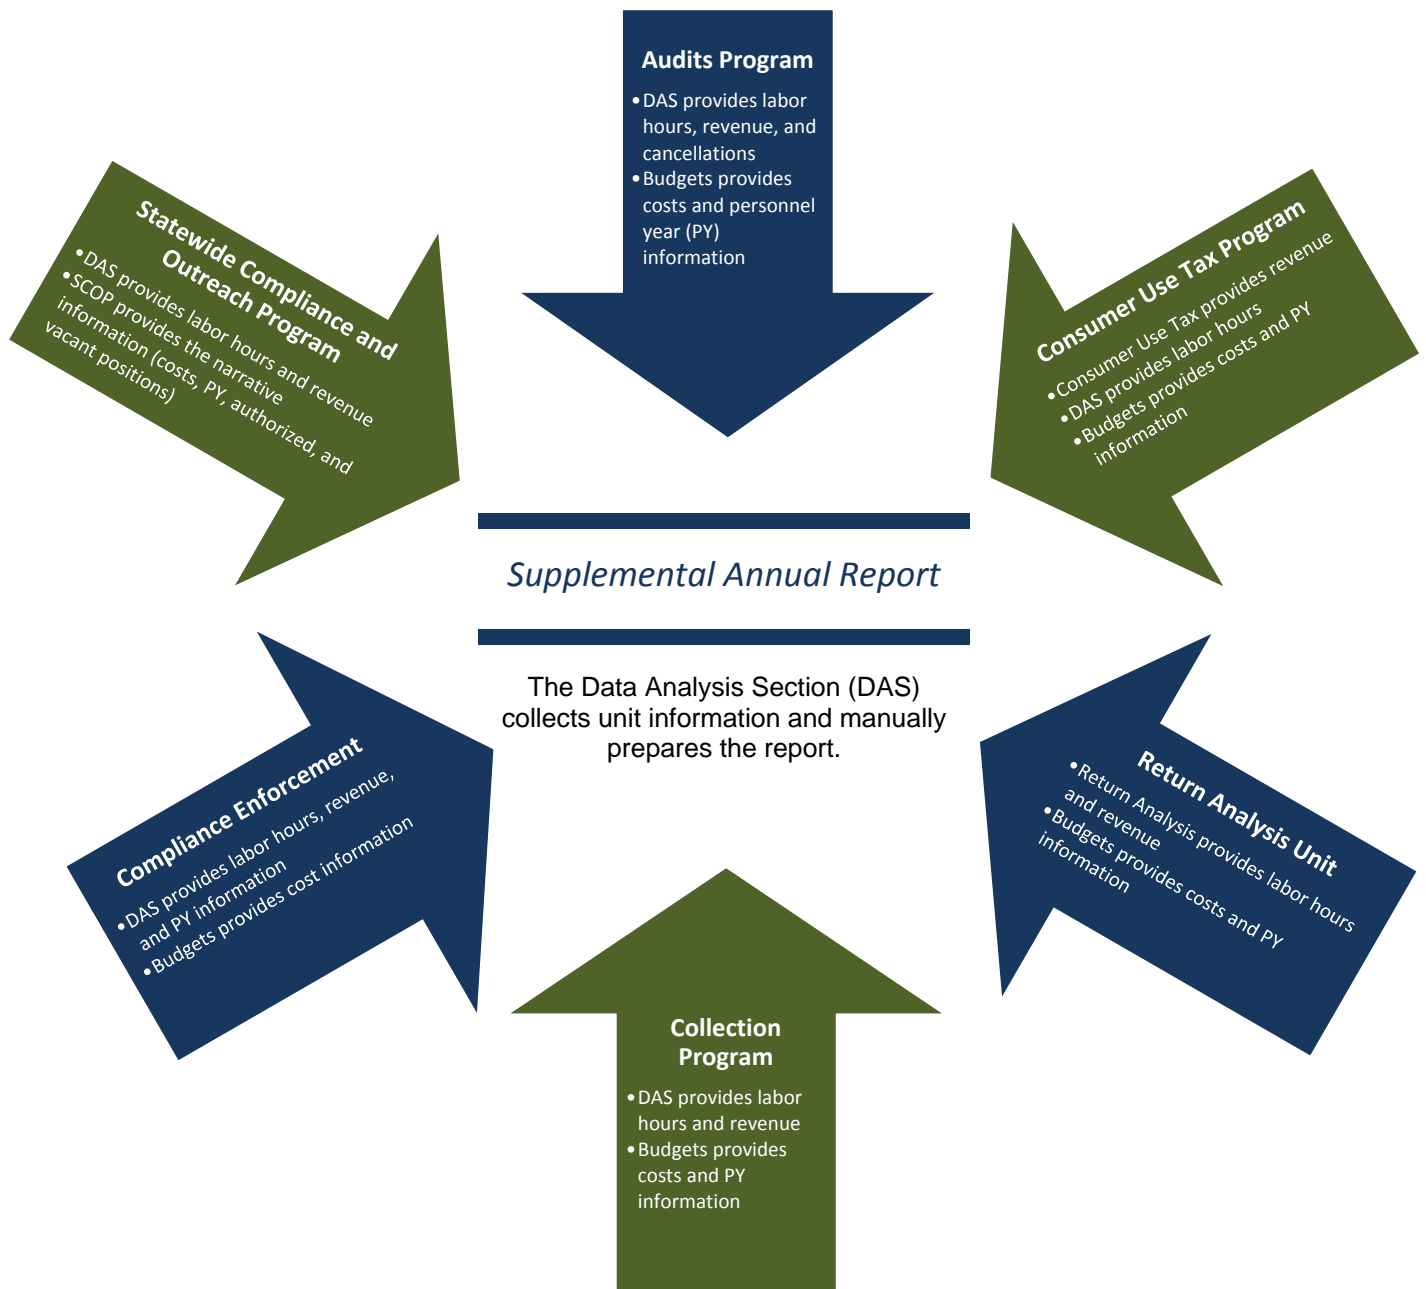 Audits Program
•DAS provides labor
hours, revenue, and
cancellations
•Budgets provides
costs and personnel
year (PY)
information
Statewide Compliance and
Outreach Program
•DAS provides labor hours and revenue
•SCOP provides the narrative
information (costs, PY, authorized, and
vacant positions)
Consumer Use Tax Program
•Consumer Use Tax provides revenue
•DAS provides labor hours
•Budgets provides costs and PY
information
Supplemental Annual Report
The Data Analysis Section (DAS)
collects unit information and manually
prepares the report.
Compliance Enforcement
•DAS provides labor hours, revenue,
and PY information
•Budgets provides cost information
Return Analysis Unit
•Return Analysis provides labor hours
and revenue
•Budgets provides costs and PY
information
Collection
Program
•DAS provides labor
hours and revenue
•Budgets provides
costs and PY
information